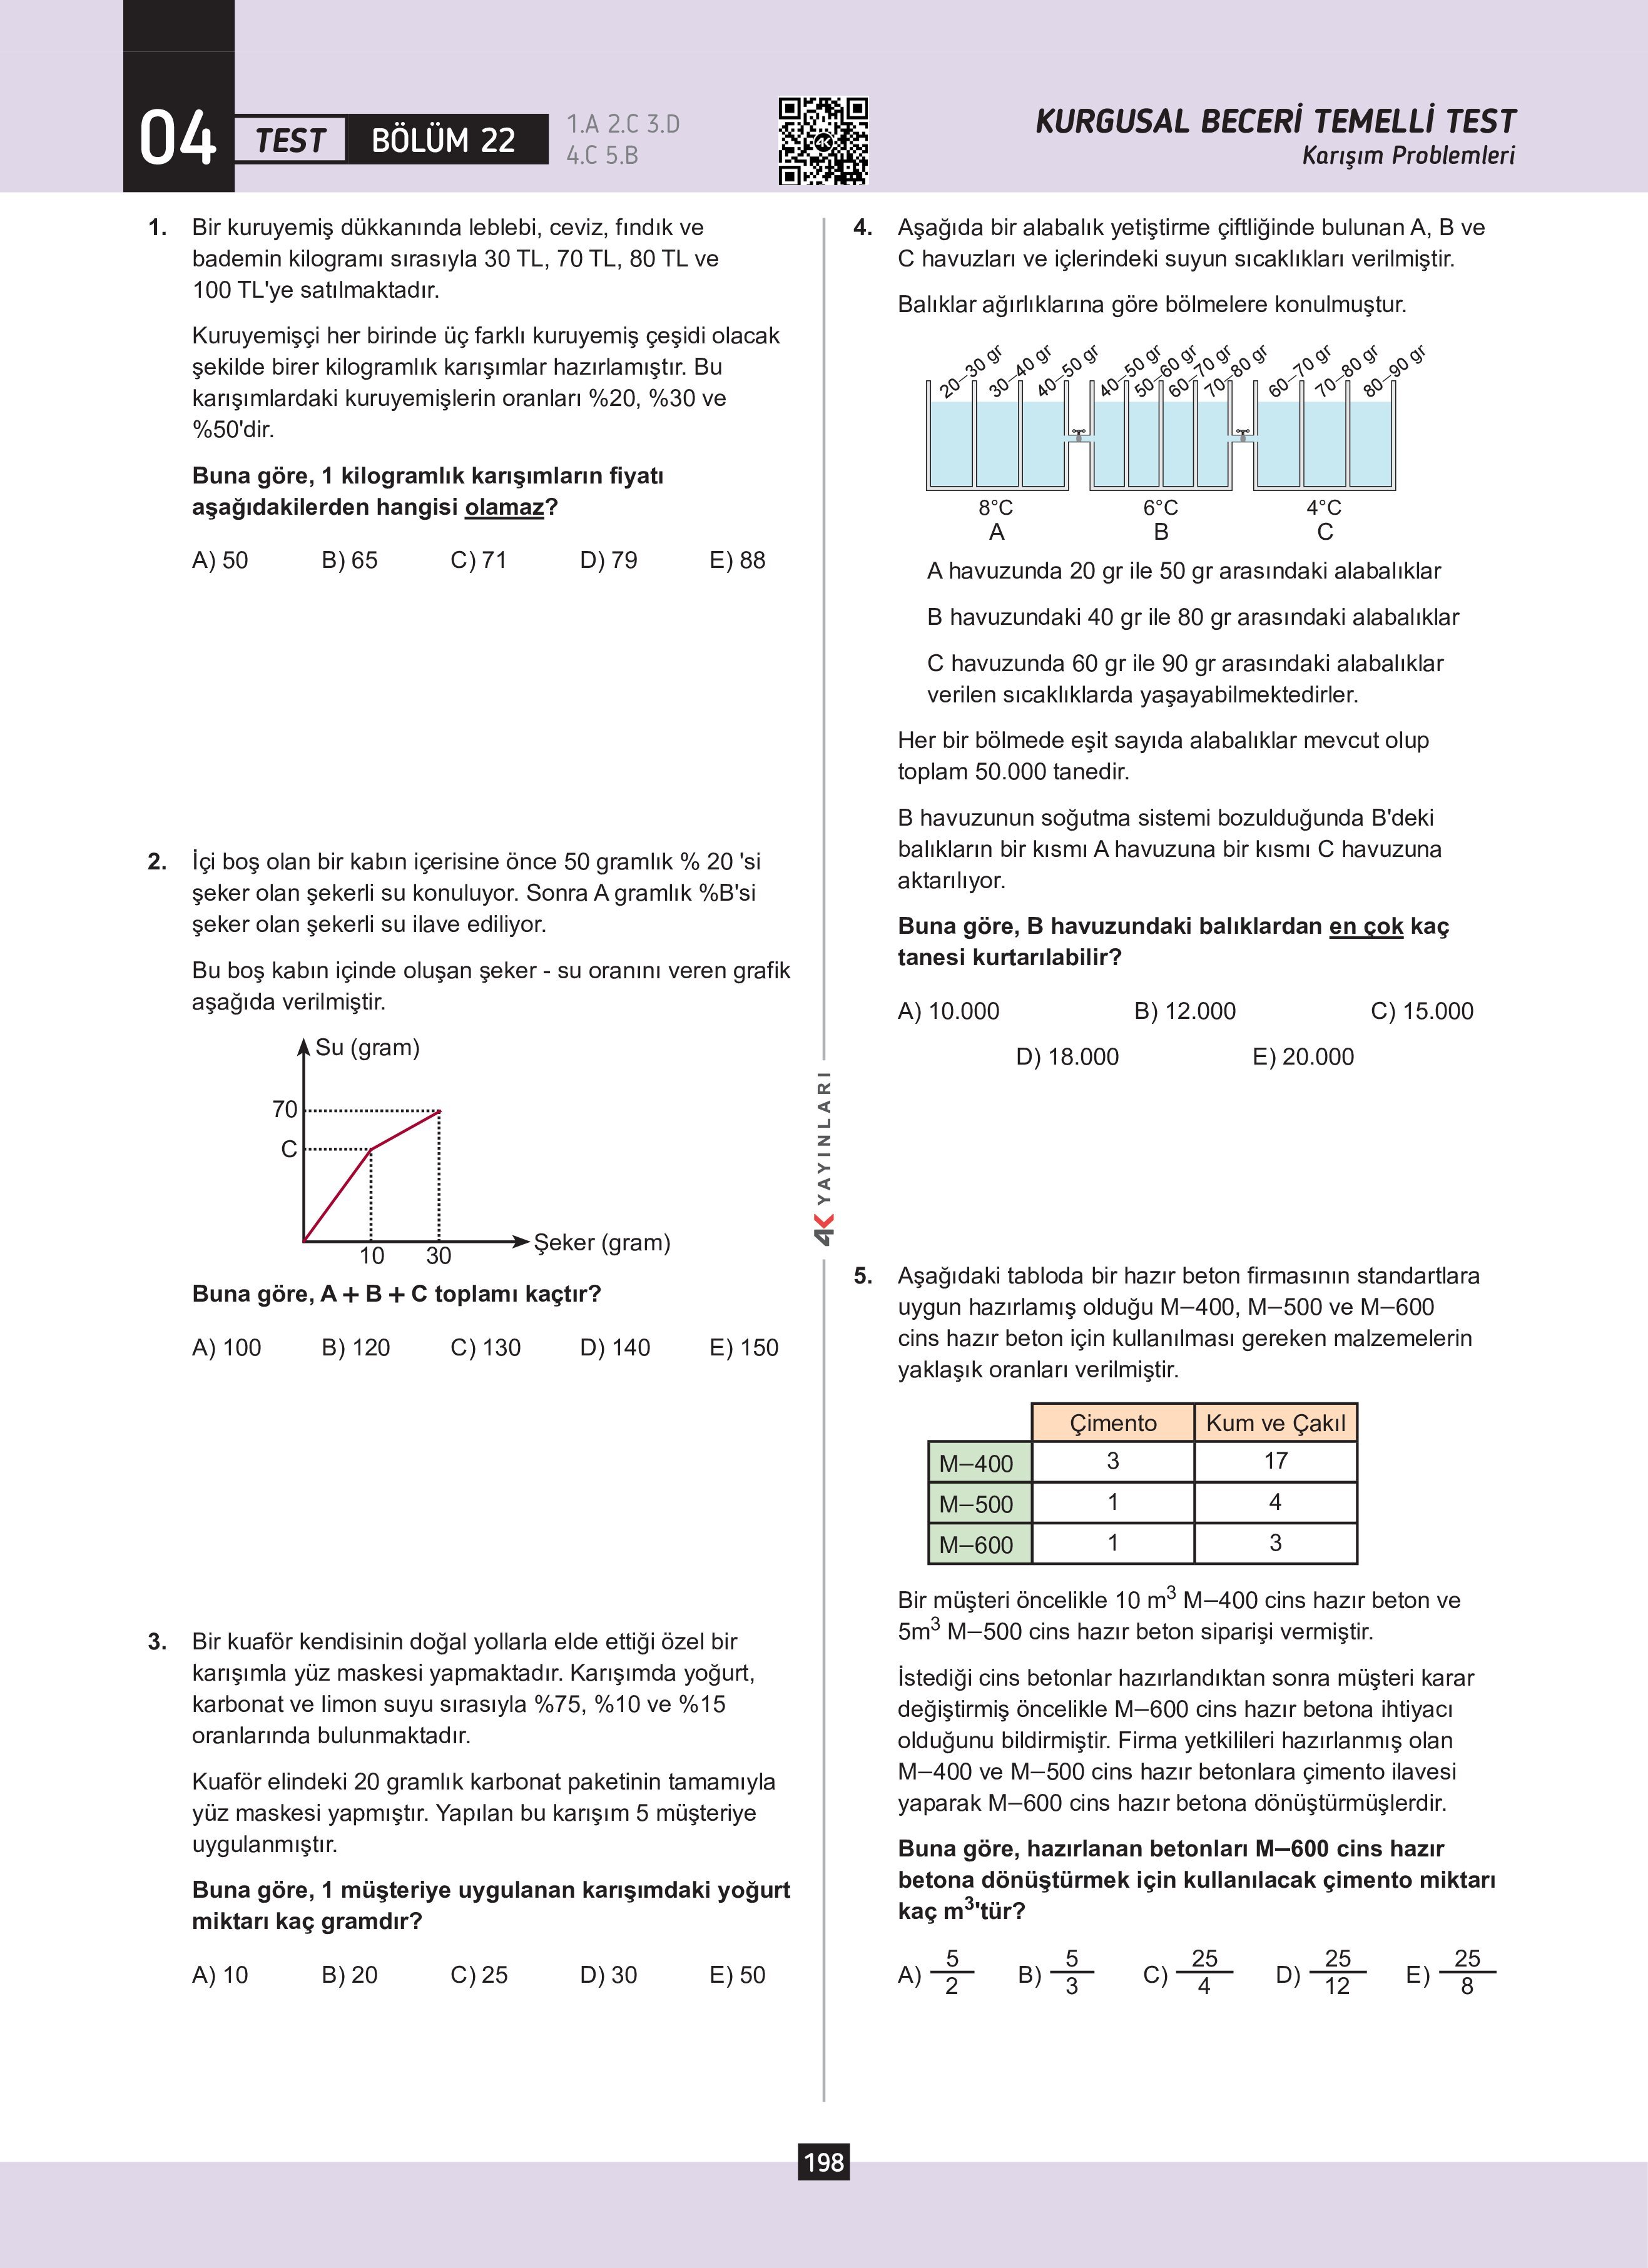 04
TEST
BÖLÜM 22
1.A 2.C 3.D
4.C 5.B
4K
KURGUSAL BECERİ TEMELLİ TEST
Karışım Problemleri
1. Bir kuruyemiş dükkanında leblebi, ceviz, fındık ve
bademin kilogramı sırasıyla 30 TL, 70 TL, 80 TL ve
100 TL'ye satılmaktadır.
Kuruyemişçi her birinde üç farklı kuruyemiş çeşidi olacak
şekilde birer kilogramlık karışımlar hazırlamıştır. Bu
karışımlardaki kuruyemişlerin oranları %20, %30 ve
%50'dir.
Buna göre, 1 kilogramlık karışımların fiyatı
aşağıdakilerden hangisi olamaz?
A) 50 B) 65 C) 71 D) 79 E) 88
2. İçi boş olan bir kabın içerisine önce 50 gramlık % 20 'si
şeker olan şekerli su konuluyor. Sonra A gramlık %B'si
şeker olan şekerli su ilave ediliyor.
Bu boş kabın içinde oluşan şeker - su oranını veren grafik
aşağıda verilmiştir.
Su (gram)
70
C
10 30
Şeker (gram)
Buna göre, A + B + C toplamı kaçtır?
A) 100 B) 120 C) 130 D) 140 E) 150
3. Bir kuaför kendisinin doğal yollarla elde ettiği özel bir
karışımla yüz maskesi yapmaktadır. Karışımda yoğurt,
karbonat ve limon suyu sırasıyla %75, %10 ve %15
oranlarında bulunmaktadır.
Kuaför elindeki 20 gramlık karbonat paketinin tamamıyla
yüz maskesi yapmıştır. Yapılan bu karışım 5 müşteriye
uygulanmıştır.
Buna göre, 1 müşteriye uygulanan karışımdaki yoğurt
miktarı kaç gramdır?
A) 10 B) 20 C) 25 D) 30 E) 50
4K YAYINLARI
4. Aşağıda bir alabalık yetiştirme çiftliğinde bulunan A, B ve
C havuzları ve içlerindeki suyun sıcaklıkları verilmiştir.
Balıklar ağırlıklarına göre bölmelere konulmuştur.
20–30 gr 30–40 gr 40–50 gr 40–50 gr 50–60 gr 60–70 gr 70–80 gr 60–70 gr 70–80 gr 80–90 gr
8°C 6°C 4°C
A B C
A havuzunda 20 gr ile 50 gr arasındaki alabalıklar
B havuzundaki 40 gr ile 80 gr arasındaki alabalıklar
C havuzunda 60 gr ile 90 gr arasındaki alabalıklar
verilen sıcaklıklarda yaşayabilmektedirler.
Her bir bölmede eşit sayıda alabalıklar mevcut olup
toplam 50.000 tanedir.
B havuzunun soğutma sistemi bozulduğunda B'deki
balıkların bir kısmı A havuzuna bir kısmı C havuzuna
aktarılıyor.
Buna göre, B havuzundaki balıklardan en çok kaç
tanesi kurtarılabilir?
A) 10.000 B) 12.000 C) 15.000
D) 18.000 E) 20.000
5. Aşağıdaki tabloda bir hazır beton firmasının standartlara
uygun hazırlamış olduğu M–400, M–500 ve M–600
cins hazır beton için kullanılması gereken malzemelerin
yaklaşık oranları verilmiştir.
Çimento Kum ve Çakıl
M–400 3 17
M–500 1 4
M–600 1 3
Bir müşteri öncelikle 10 m³ M–400 cins hazır beton ve
5m³ M–500 cins hazır beton siparişi vermiştir.
İstediği cins betonlar hazırlandıktan sonra müşteri karar
değiştirmiş öncelikle M–600 cins hazır betona ihtiyacı
olduğunu bildirmiştir. Firma yetkilileri hazırlanmış olan
M–400 ve M–500 cins hazır betonlara çimento ilavesi
yaparak M–600 cins hazır betona dönüştürmüşlerdir.
Buna göre, hazırlanan betonları M–600 cins hazır
betona dönüştürmek için kullanılacak çimento miktarı
kaç m³'tür?
A) 5/2 B) 5/3 C) 25/4 D) 25/12 E) 25/8
198